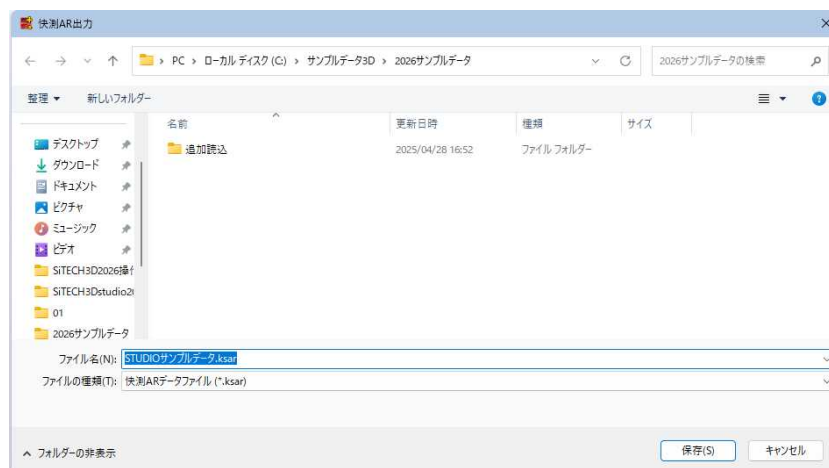 快測AR出力
PC > ローカル ディスク (C:) > サンプルデータ3D > 2026サンプルデータ
2026サンプルデータの検索
整理 新しいフォルダー
名前 更新日時 種類 サイズ
追加読込 2025/04/28 16:52 ファイル フォルダー
デスクトップ
ダウンロード
ドキュメント
ピクチャ
ミュージック
ビデオ
SiTECH3D2026操作
SiTECH3Dstudio20
01
2026サンプルデータ
ファイル名(N): STUDIOサンプルデータ.ksar
ファイルの種類(T): 快測ARデータファイル (*.ksar)
フォルダーの非表示
保存(S) キャンセル